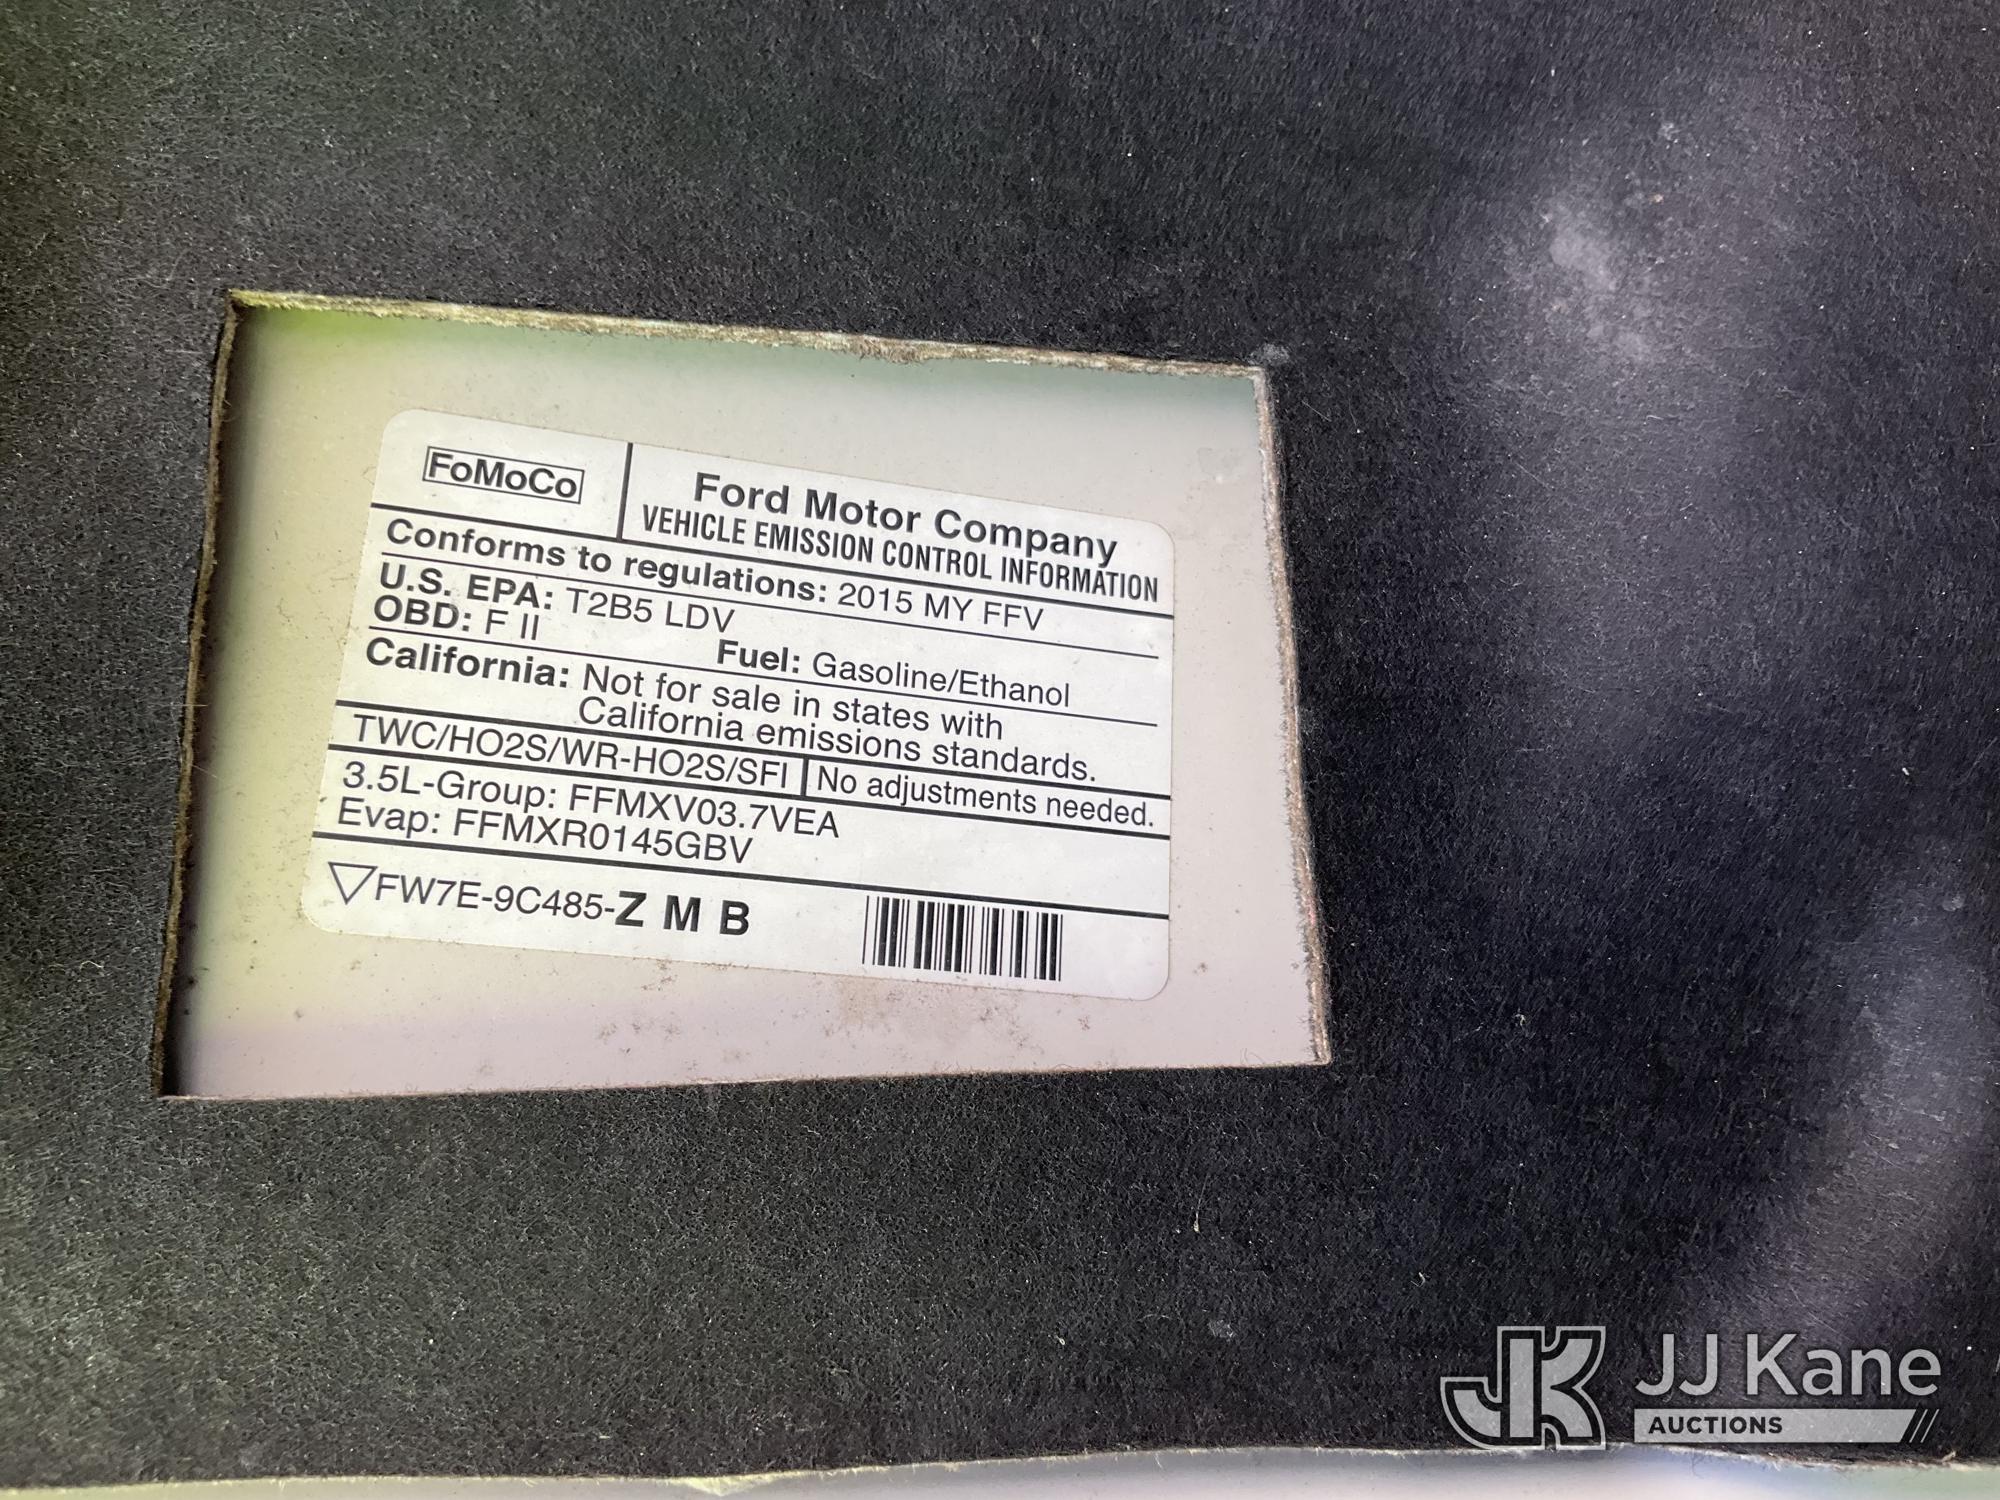 FoMoCo
Ford Motor Company
VEHICLE EMISSION CONTROL INFORMATION
Conforms to regulations: 2015 MY FFV
U.S. EPA: T2B5 LDV
OBD: F II
Fuel: Gasoline/Ethanol
California: Not for sale in states with
California emissions standards.
TWC/HO2S/WR-HO2S/SFI
No adjustments needed.
3.5L-Group: FFMXV03.7VEA
Evap: FFMXR0145GBV
FW7E-9C485-Z M B
JK
JJ Kane
AUCTIONS